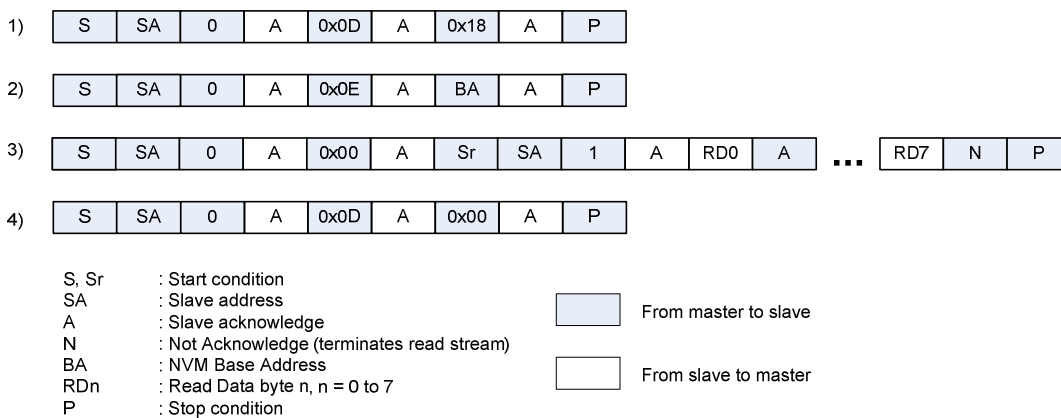 1) S SA 0 A 0x0D A 0x18 A P
2) S SA 0 A 0x0E A BA A P
3) S SA 0 A 0x00 A Sr SA 1 A RD0 A ... RD7 N P
4) S SA 0 A 0x0D A 0x00 A P
S, Sr : Start condition
SA : Slave address
A : Slave acknowledge
N : Not Acknowledge (terminates read stream)
BA : NVM Base Address
RDn : Read Data byte n, n = 0 to 7
P : Stop condition
From master to slave
From slave to master